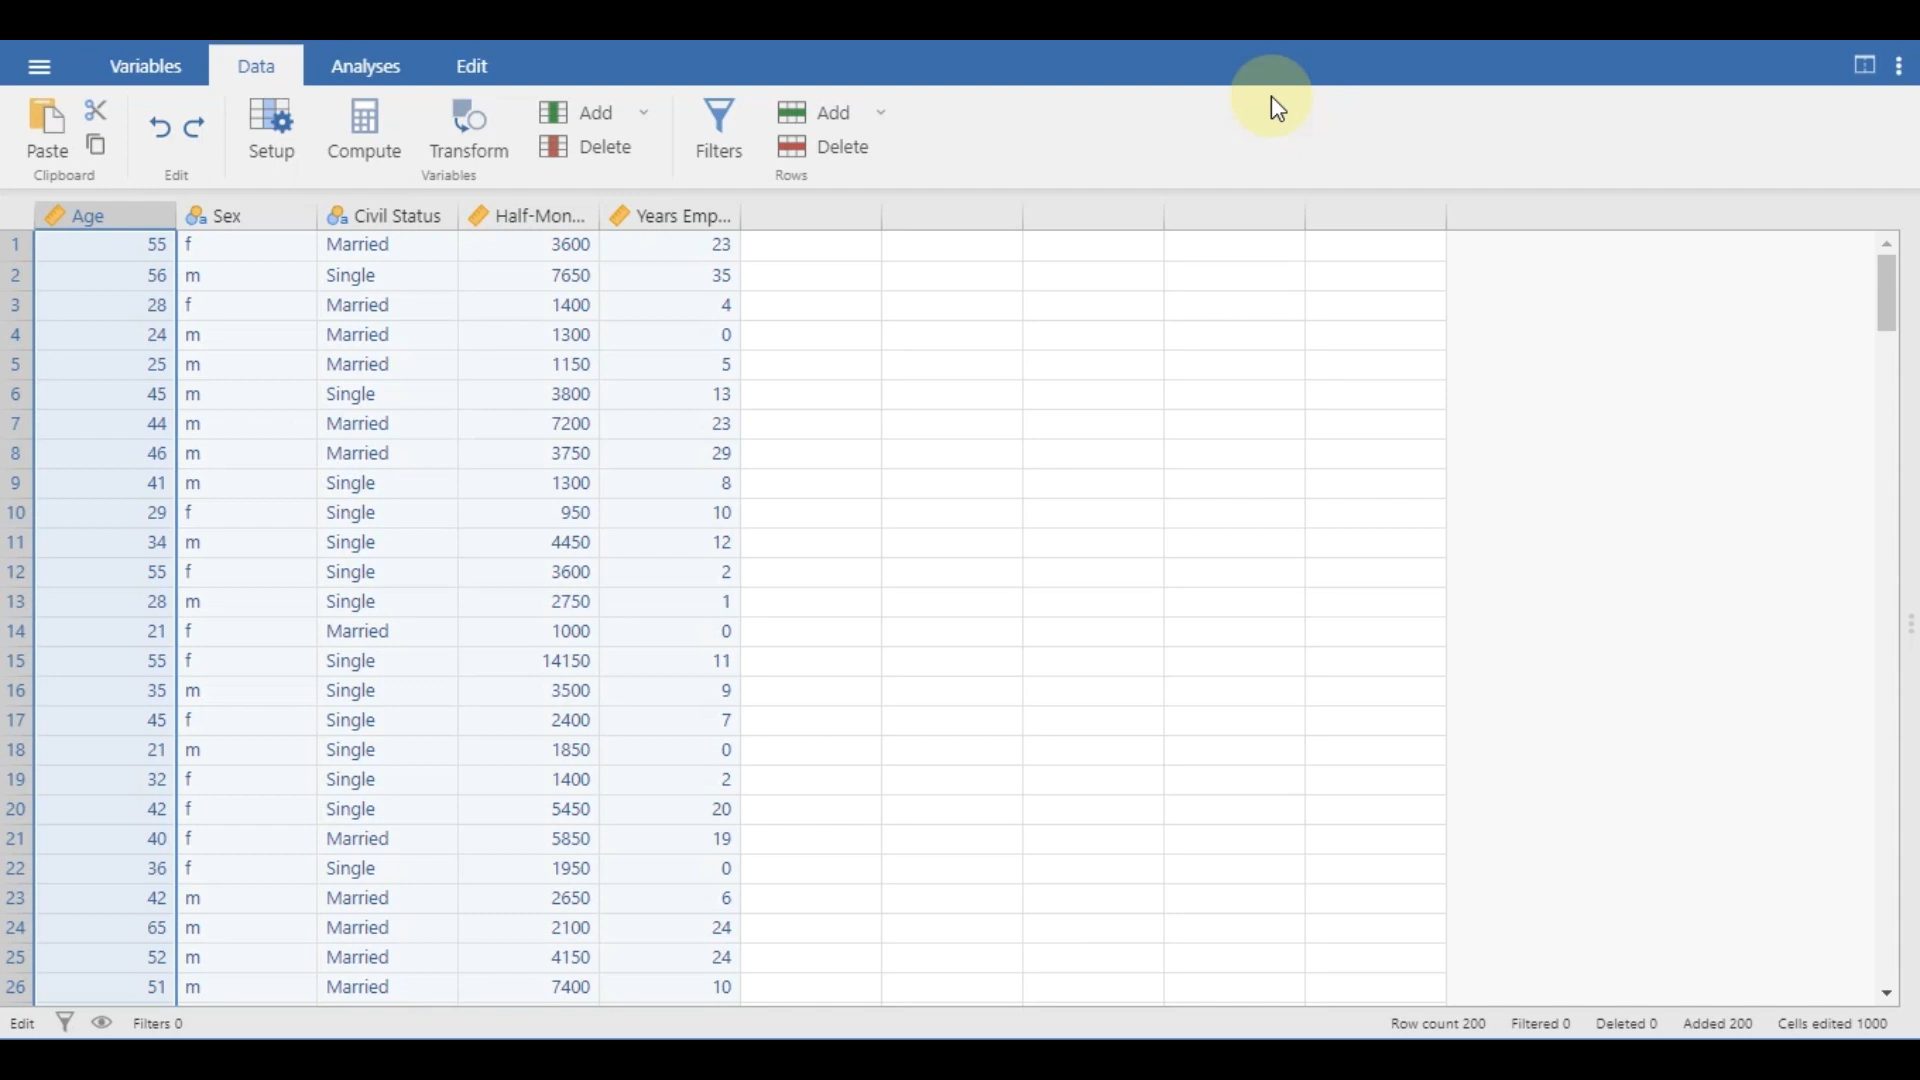 Variables Data Analyses Edit
Paste Setup Compute Transform Add Delete Filters Add Delete
Clipboard Edit Variables Rows
Age Sex Civil Status Half-Mon... Years Emp...
1 55 f Married 3600 23
2 56 m Single 7650 35
3 28 f Married 1400 4
4 24 m Married 1300 0
5 25 m Married 1150 5
6 45 m Single 3800 13
7 44 m Married 7200 23
8 46 m Married 3750 29
9 41 m Single 1300 8
10 29 f Single 950 10
11 34 m Single 4450 12
12 55 f Single 3600 2
13 28 m Single 2750 1
14 21 f Married 1000 0
15 55 f Single 14150 11
16 35 m Single 3500 9
17 45 f Single 2400 7
18 21 m Single 1850 0
19 32 f Single 1400 2
20 42 f Single 5450 20
21 40 f Married 5850 19
22 36 f Single 1950 0
23 42 m Married 2650 6
24 65 m Married 2100 24
25 52 m Married 4150 24
26 51 m Married 7400 10
Edit Filters 0 Row count 200 Filtered 0 Deleted 0 Added 200 Cells edited 1000